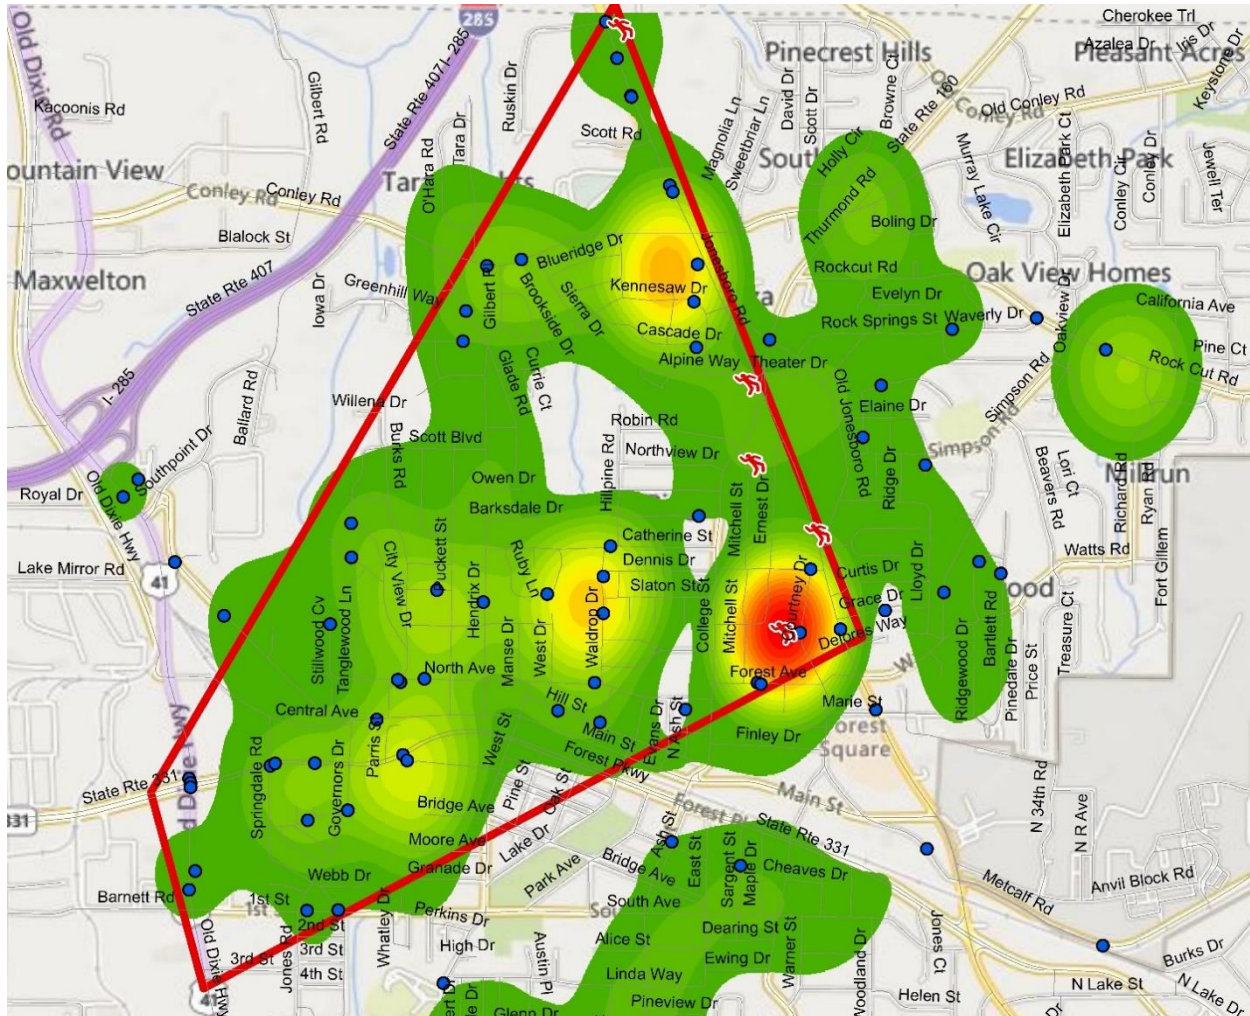 Old Dixie Rd
285
Cherokee Trl
Azalea Dr
Iris Dr
Pinecrest Hills
Pleasant Acres
Keystone Dr
State Rte 407
I- 285
Ruskin Dr
David Dr
Scott Dr
Browne Ct
State Route 160
Old Conley Rd
Conley Rd
Kacoonis Rd
Gilbert Rd
Tara Dr
O'Hara Rd
Scott Rd
Magnolia Ln
Sweetbriar Ln
Holly Cir
Murray Lake Cir
Elizabeth Park Ct
Elizabeth Park
Conley Cir
Conley Dr
Jewell Ter
ountain View
Conley Rd
Conley Rd
Thurmond Rd
Boling Dr
Blalock St
Blueridge Dr
Jonesboro Rd
Rockcut Rd
Oak View Homes
Maxwelton
State Rte 407
Iowa Dr
Greenhill Way
Brookside Dr
Sierra Dr
Kennesaw Dr
Evelyn Dr
California Ave
Cascade Dr
Rock Springs St
Waverly Dr
Oakview Dr
Alpine Way
Theater Dr
Pine Ct
Rock Cut Rd
I- 285
Ballard Rd
Willena Dr
Glade Rd
Currie Ct
Old Jonesboro Rd
Elaine Dr
Simpson Rd
Simpson Rd
Southpoint Dr
Burks Rd
Scott Blvd
Robin Rd
Northview Dr
Hillpine Rd
Ridge Dr
Lori Ct
Beavers Rd
Richard Rd
Ryan Rd
Royal Dr
Old Dixie Hwy
Owen Dr
Barksdale Dr
Mitchell St
Ernest Dr
Catherine St
Dennis Dr
Slaton St
Watts Rd
Fort Gillem
Lake Mirror Rd
41
City View Dr
Puckett St
Hendrix Dr
Ruby Ln
Waldrop Dr
College St
Mitchell St
Courtney Dr
Curtis Dr
Grace Dr
Lloyd Dr
Delores Way
ood
Stillwood Cv
Tanglewood Ln
Manse Dr
West Dr
Ridgewood Dr
Bartlett Rd
Pinedale Dr
Price St
Treasure Ct
North Ave
Forest Ave
Central Ave
Hill St
Main St
Evans Dr
N Ash St
Marie St
Finley Dr
Forest
Square
Springdale Rd
Governors Dr
Parris St
West St
Forest Pkwy
State Rte 331
331
Bridge Ave
Pine St
Oak St
Main St
N 34th Rd
N R Ave
Moore Ave
Lake Dr
Park Ave
Ash St
State Rte 331
Granade Dr
Bridge Ave
East St
Sargent St
Maple Dr
Cheaves Dr
Metcalf Rd
Anvil Block Rd
Webb Dr
Barnett Rd
1st St
2nd St
3rd St
3rd St
4th St
Jones Rd
Whatley Dr
Perkins Dr
High Dr
South Ave
Alice St
Dearing St
Ewing Dr
Warner St
Woodland Dr
Jones Ct
Burks Dr
Old Dixie Hwy
41
Austin Pl
Linda Way
Pineview Dr
Glenn Dr
Helen St
N Lake St
N Lake Dr